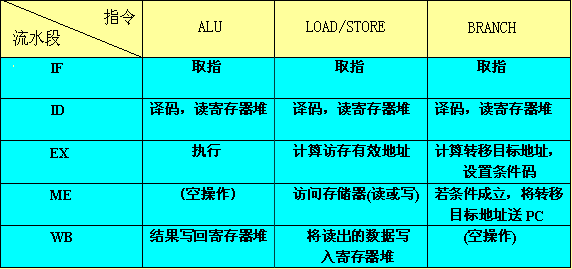 指令
流水段
ALU LOAD/STORE BRANCH
IF 取指 取指 取指
ID 译码，读寄存器堆 译码，读寄存器堆 译码，读寄存器堆
EX 执行 计算访存有效地址 计算转移目标地址，
设置条件码
ME （空操作） 访问存储器(读或写) 若条件成立，将转移
目标地址送 PC
WB 结果写回寄存器堆 将读出的数据写 (空操作)
入寄存器堆